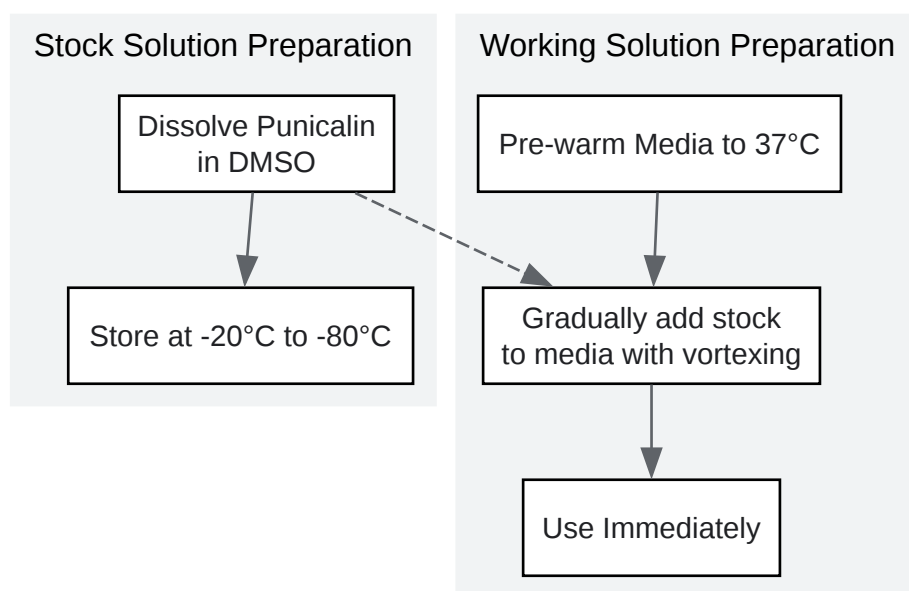 Stock Solution Preparation
Dissolve Punicalin
in DMSO
Store at -20°C to -80°C
Working Solution Preparation
Pre-warm Media to 37°C
Gradually add stock
to media with vortexing
Use Immediately